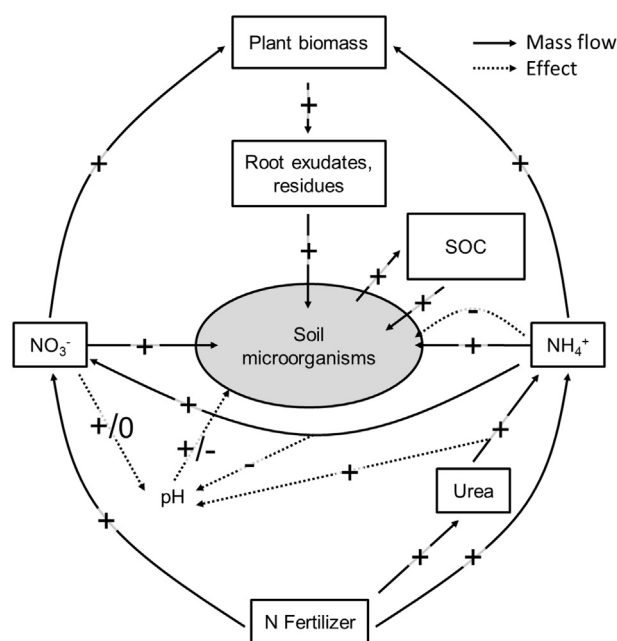 Plant biomass
Mass flow
Effect
+
+
+
Root exudates,
residues
+
SOC
+
+
-
NO₃⁻
+
Soil
microorganisms
+
NH₄⁺
+
+/0
+/-
-
+
+
pH
Urea
+
+
+
N Fertilizer